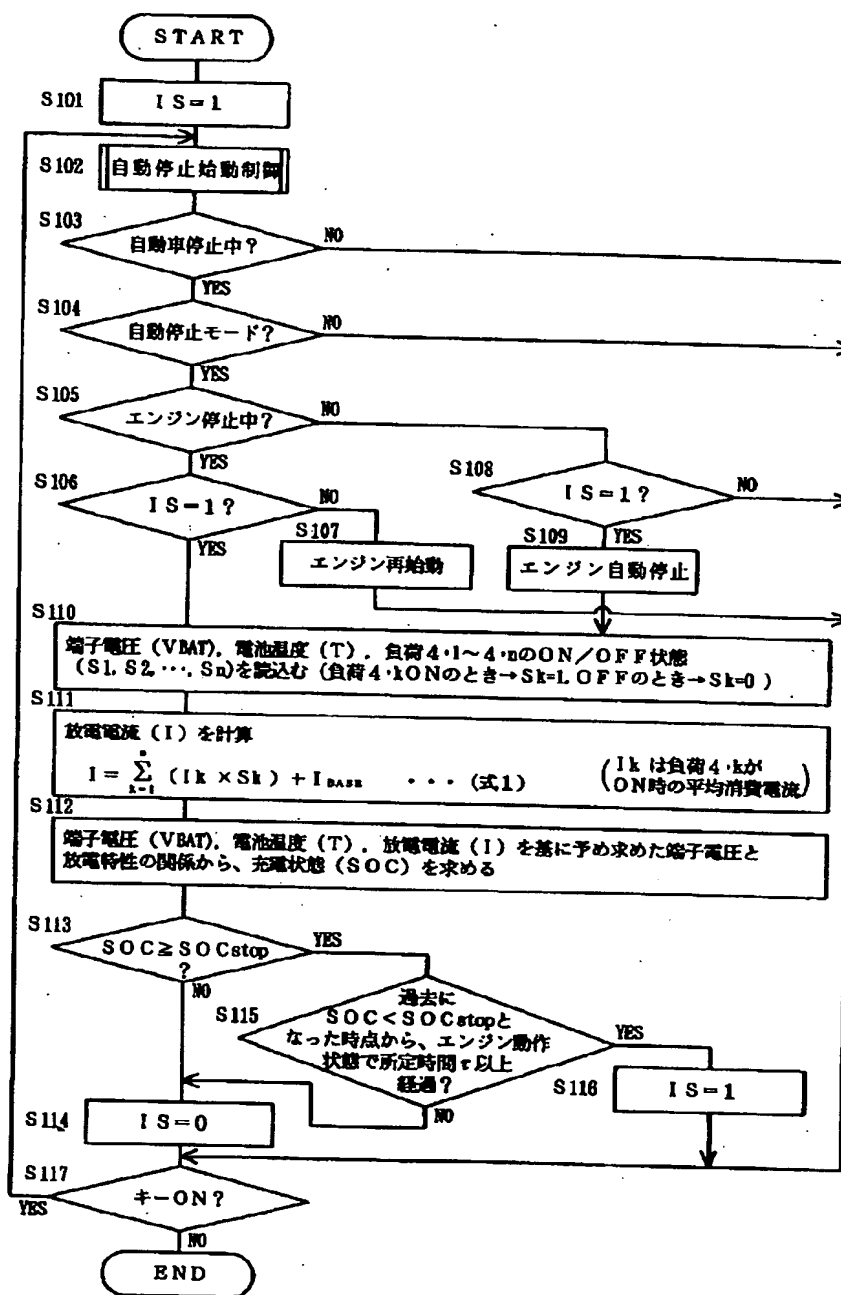 START
S101
IS=1
S102
自動停止始動制御
S103
自動車停止中?
NO
YES
S104
自動停止モード?
NO
YES
S105
エンジン停止中?
NO
YES
S106
IS=1?
NO
YES
S107
エンジン再始動
S108
IS=1?
NO
YES
S109
エンジン自動停止
S110
端子電圧(VBAT), 電池温度(T), 負荷4・1~4・nのON/OFF状態
(S1, S2, …, Sn)を読込む (負荷4・kONのとき→Sk=1, OFFのとき→Sk=0)
S111
放電電流(I)を計算
I=Σ(Ik×Sk)+IBASE ・・・(式1)
n
k=1
(Ikは負荷4・kが
ON時の平均消費電流)
S112
端子電圧(VBAT), 電池温度(T), 放電電流(I)を基に予め求めた端子電圧と
放電特性の関係から、充電状態(SOC)を求める
S113
SOC≧SOCstop
?
YES
NO
S115
過去に
SOC<SOCstopと
なった時点から、エンジン動作
状態で所定時間τ以上
経過?
YES
NO
S116
IS=1
S114
IS=0
S117
キーON?
YES
NO
END